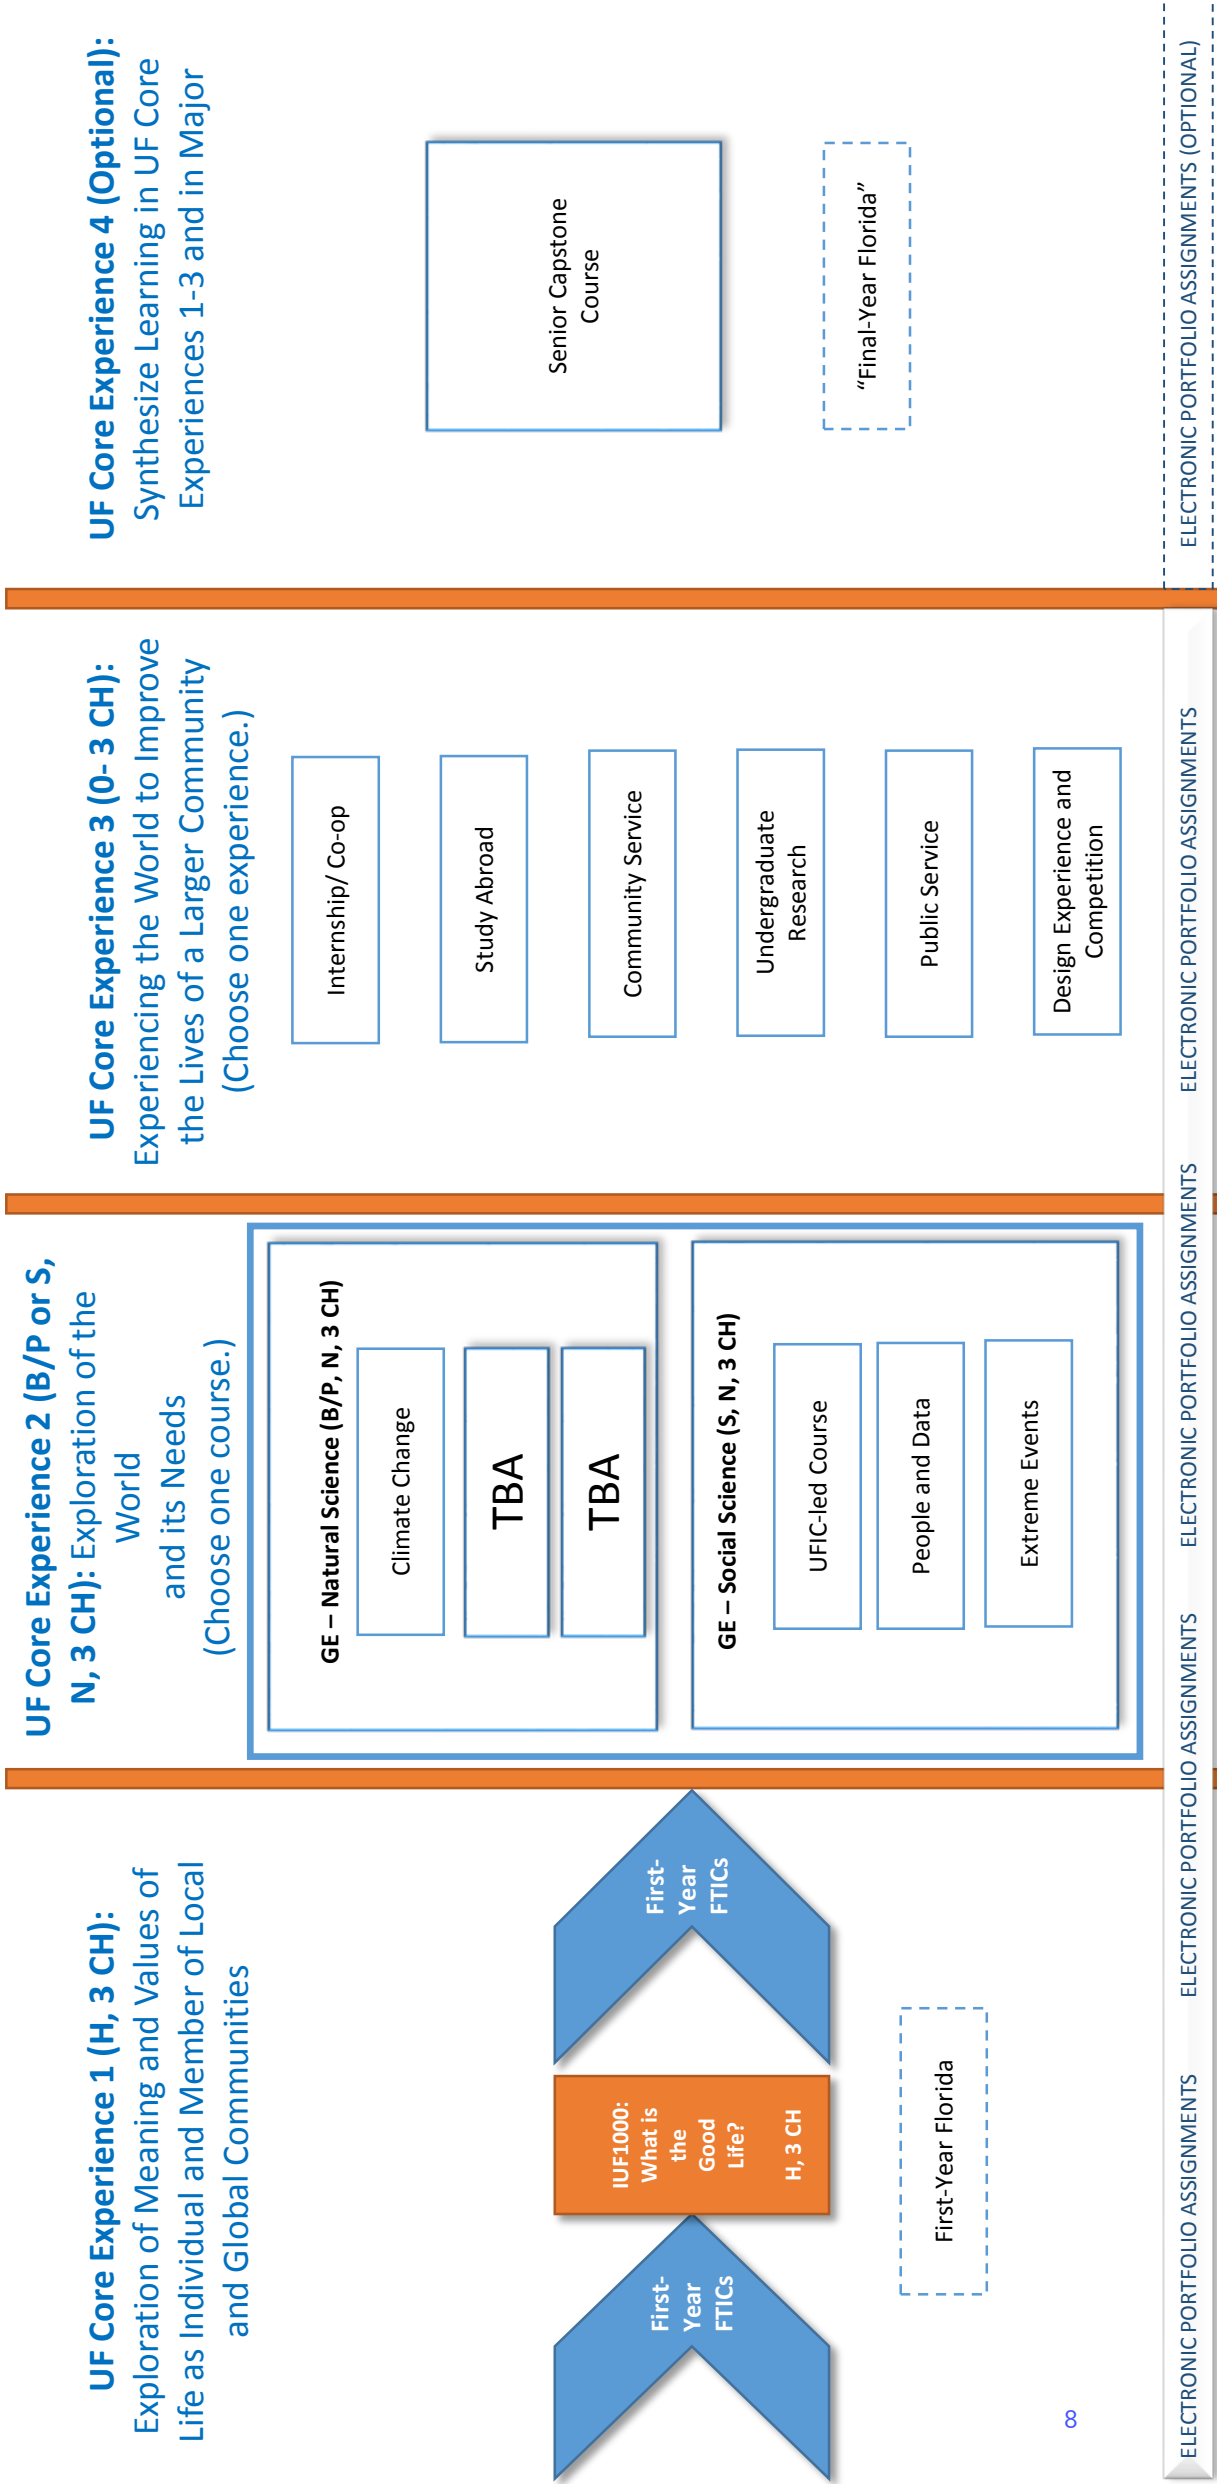 UF Core Experience 1 (H, 3 CH):
Exploration of Meaning and Values of
Life as Individual and Member of Local
and Global Communities
First-
Year
FTICs
IUF1000:
What is
the
Good
Life?
H, 3 CH
First-
Year
FTICs
First-Year Florida
UF Core Experience 2 (B/P or S,
N, 3 CH): Exploration of the
World
and its Needs
(Choose one course.)
GE – Natural Science (B/P, N, 3 CH)
Climate Change
TBA
TBA
GE – Social Science (S, N, 3 CH)
UFIC-led Course
People and Data
Extreme Events
UF Core Experience 3 (0- 3 CH):
Experiencing the World to Improve
the Lives of a Larger Community
(Choose one experience.)
Internship/ Co-op
Study Abroad
Community Service
Undergraduate
Research
Public Service
Design Experience and
Competition
UF Core Experience 4 (Optional):
Synthesize Learning in UF Core
Experiences 1-3 and in Major
Senior Capstone
Course
“Final-Year Florida”
ELECTRONIC PORTFOLIO ASSIGNMENTS
ELECTRONIC PORTFOLIO ASSIGNMENTS
ELECTRONIC PORTFOLIO ASSIGNMENTS
ELECTRONIC PORTFOLIO ASSIGNMENTS
ELECTRONIC PORTFOLIO ASSIGNMENTS (OPTIONAL)
8